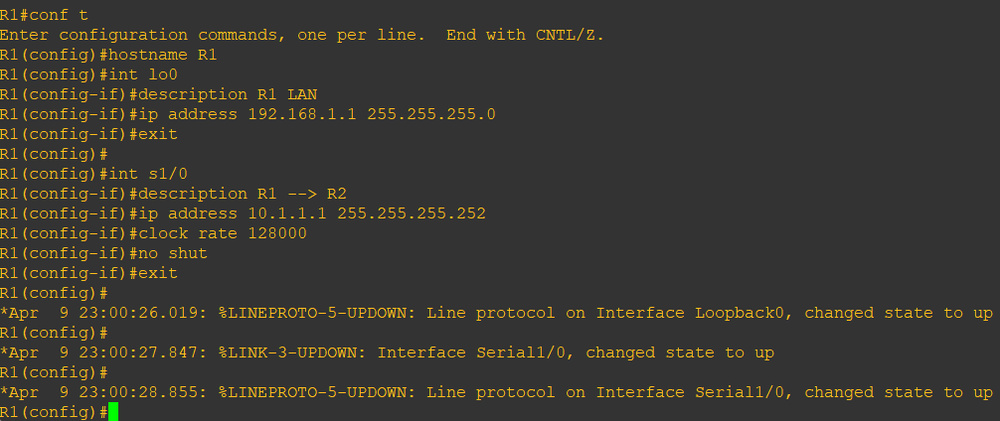 R1#conf t
Enter configuration commands, one per line.  End with CNTL/Z.
R1(config)#hostname R1
R1(config)#int lo0
R1(config-if)#description R1 LAN
R1(config-if)#ip address 192.168.1.1 255.255.255.0
R1(config-if)#exit
R1(config)#
R1(config)#int s1/0
R1(config-if)#description R1 --> R2
R1(config-if)#ip address 10.1.1.1 255.255.255.252
R1(config-if)#clock rate 128000
R1(config-if)#no shut
R1(config-if)#exit
R1(config)#
*Apr  9 23:00:26.019: %LINEPROTO-5-UPDOWN: Line protocol on Interface Loopback0, changed state to up
R1(config)#
*Apr  9 23:00:27.847: %LINK-3-UPDOWN: Interface Serial1/0, changed state to up
R1(config)#
*Apr  9 23:00:28.855: %LINEPROTO-5-UPDOWN: Line protocol on Interface Serial1/0, changed state to up
R1(config)#